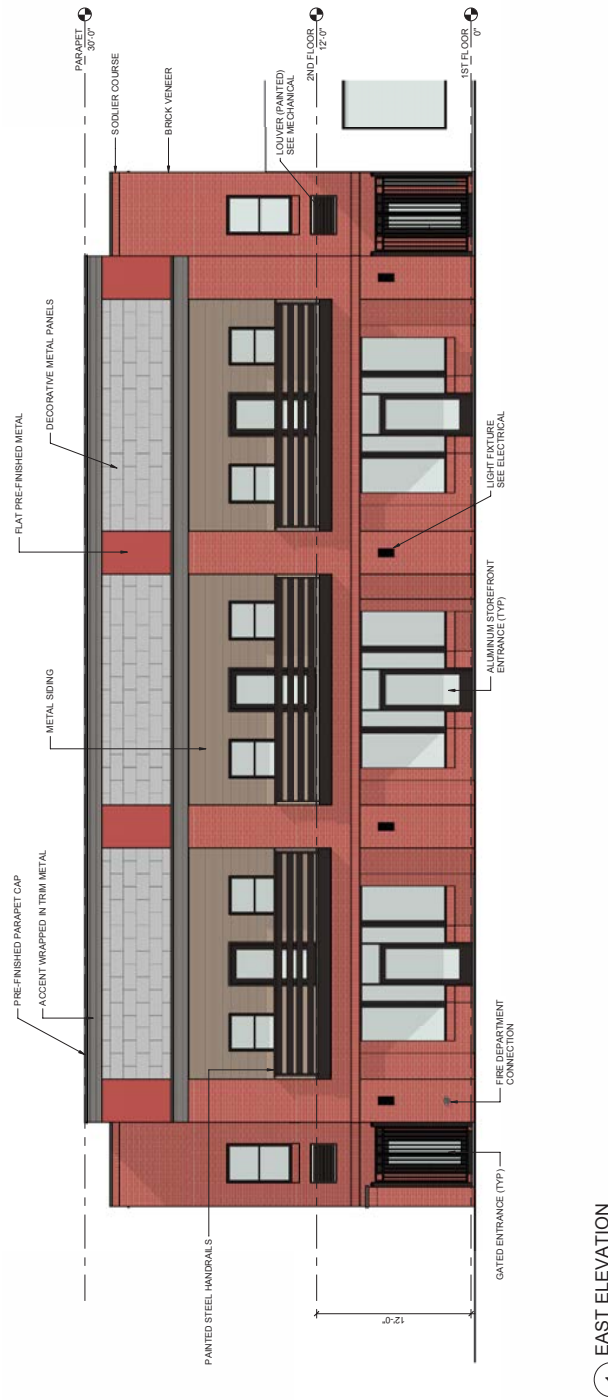 PRE-FINISHED PARAPET CAP
ACCENT WRAPPED IN TRIM METAL
METAL SIDING
FLAT PRE-FINISHED METAL
DECORATIVE METAL PANELS
PARAPET
30'-0"
SODLIER COURSE
BRICK VENEER
2ND FLOOR
12'-0"
LOUVER (PAINTED)
SEE MECHANICAL
1ST FLOOR
0"
PAINTED STEEL HANDRAILS
12'-0"
GATED ENTRANCE (TYP)
FIRE DEPARTMENT
CONNECTION
ALUMINUM STOREFRONT
ENTRANCE (TYP)
LIGHT FIXTURE
SEE ELECTRICAL
EAST ELEVATION